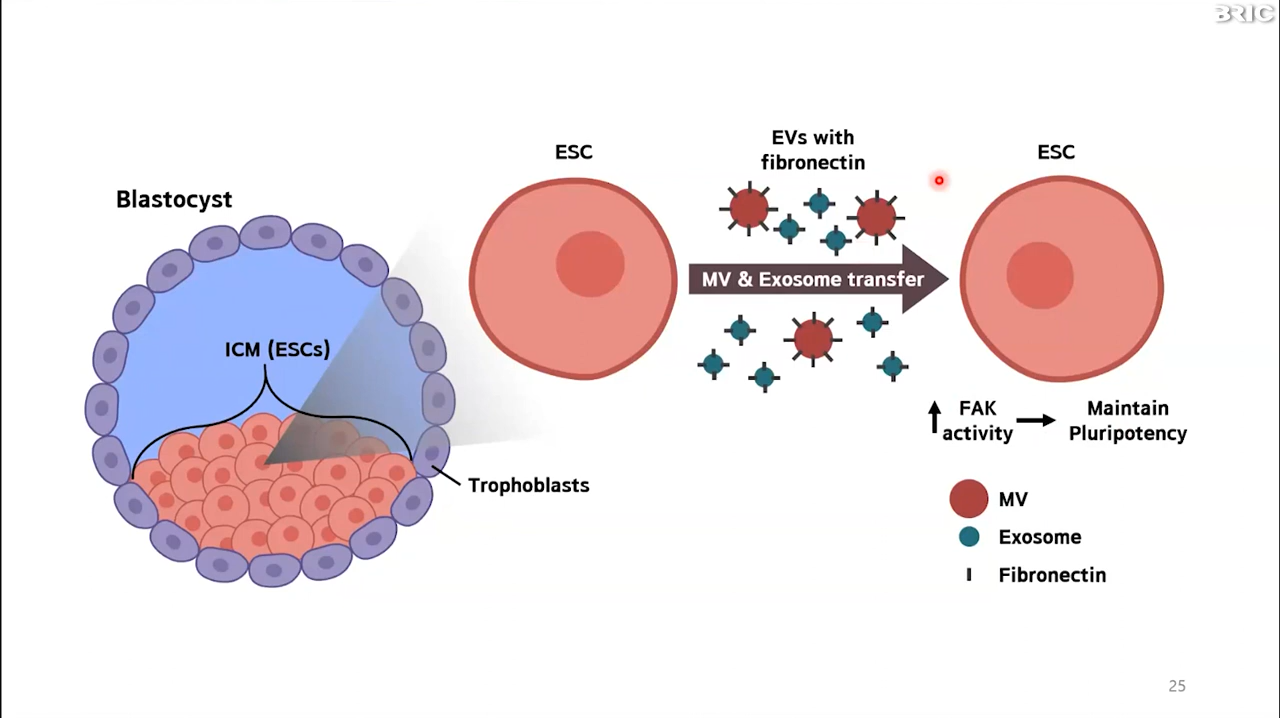 BRIC
Blastocyst
ICM (ESCs)
Trophoblasts
ESC
EVs with
fibronectin
MV & Exosome transfer
ESC
FAK
activity
Maintain
Pluripotency
MV
Exosome
Fibronectin
25